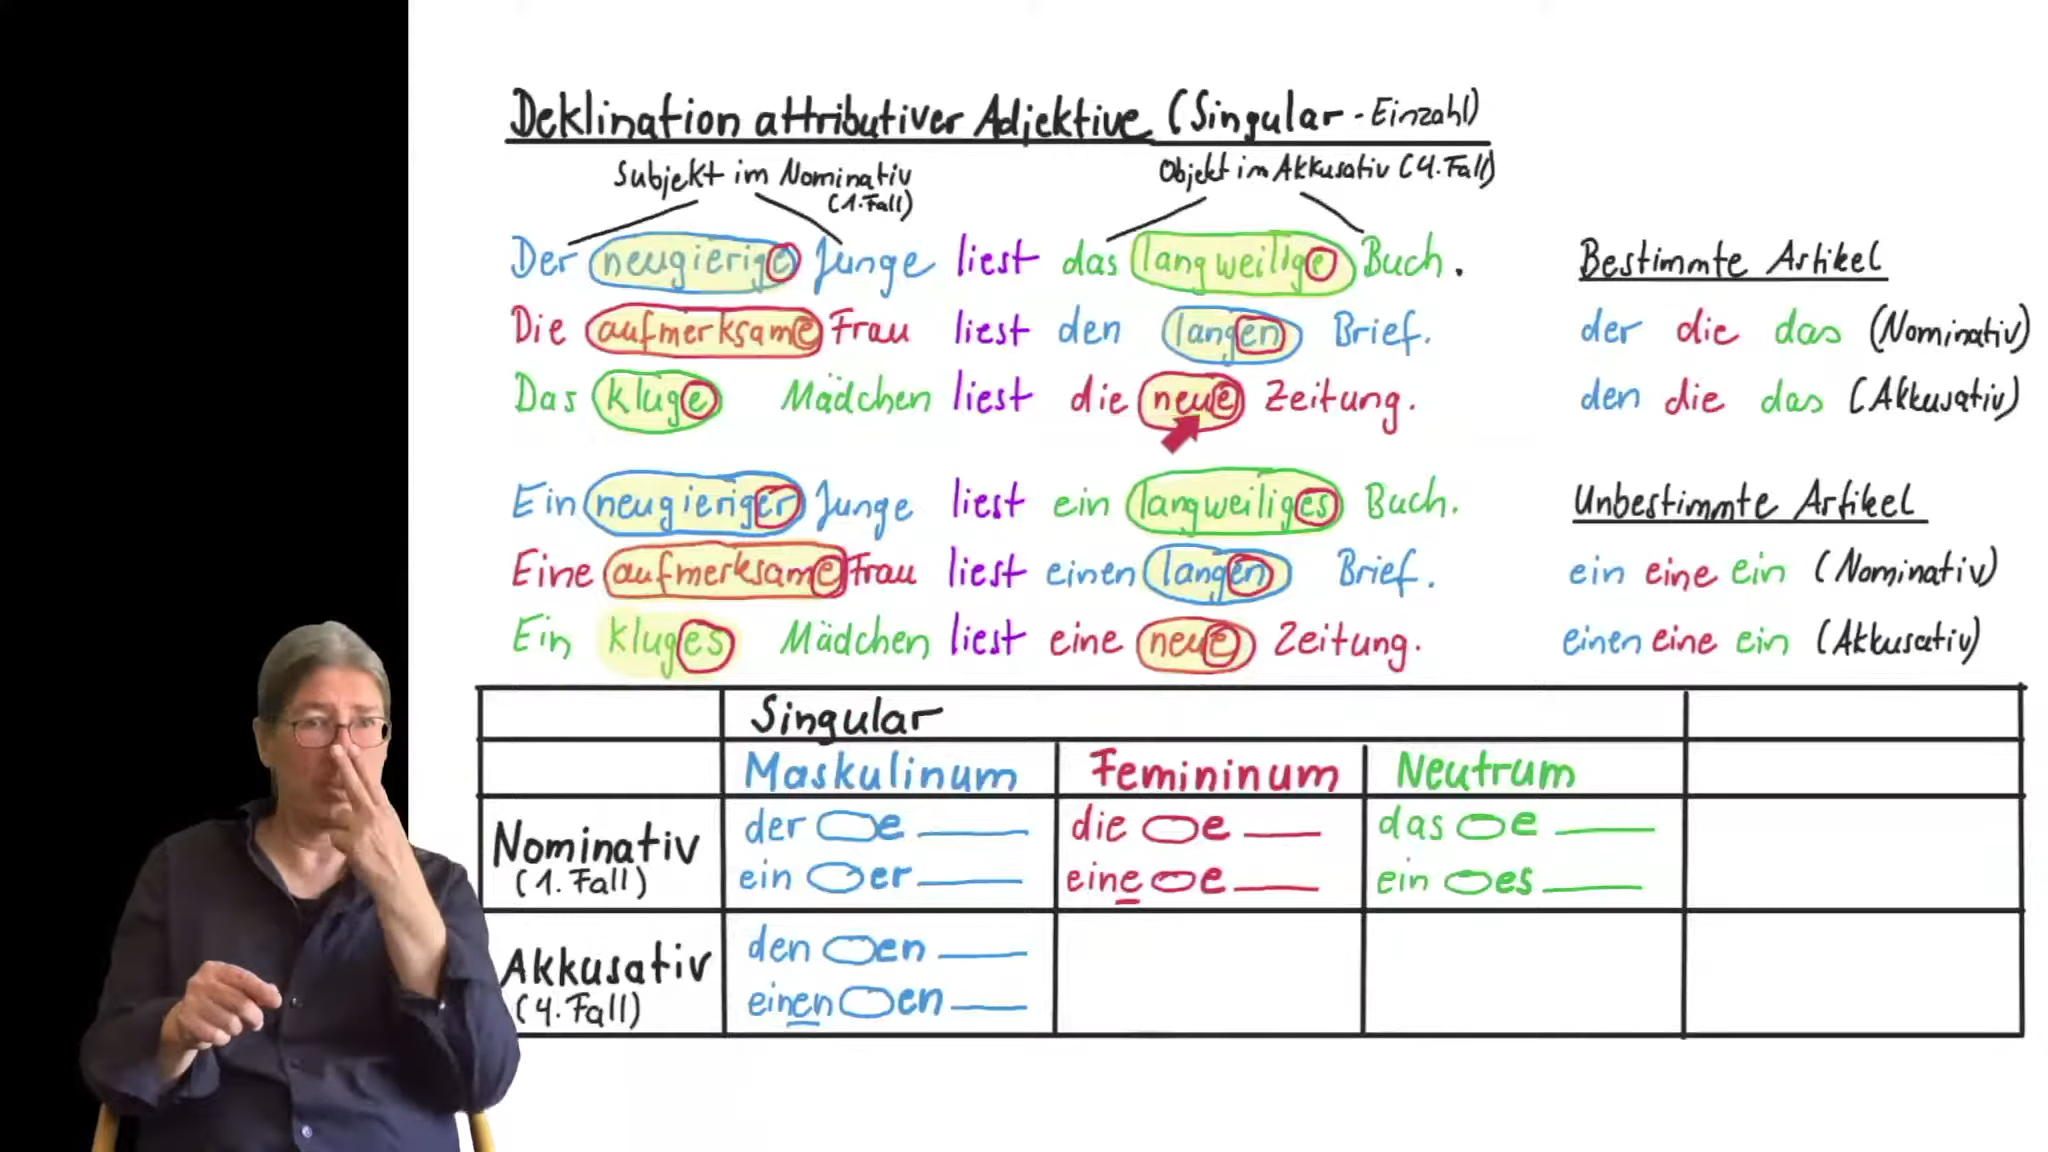 Deklination attributiver Adjektive (Singular - Einzahl)
Subjekt im Nominativ (1. Fall)
Objekt im Akkusativ (4. Fall)
Der neugierige Junge liest das langweilige Buch.
Die aufmerksame Frau liest den langen Brief.
Das kluge Mädchen liest die neue Zeitung.
Bestimmte Artikel
der die das (Nominativ)
den die das (Akkusativ)
Ein neugieriger Junge liest ein langweiliges Buch.
Eine aufmerksame Frau liest einen langen Brief.
Ein kluges Mädchen liest eine neue Zeitung.
Unbestimmte Artikel
ein eine ein (Nominativ)
einen eine ein (Akkusativ)
Singular
Maskulinum Femininum Neutrum
Nominativ
(1. Fall)
der e die e das e
ein er eine e ein es
Akkusativ
(4. Fall)
den en
einen en